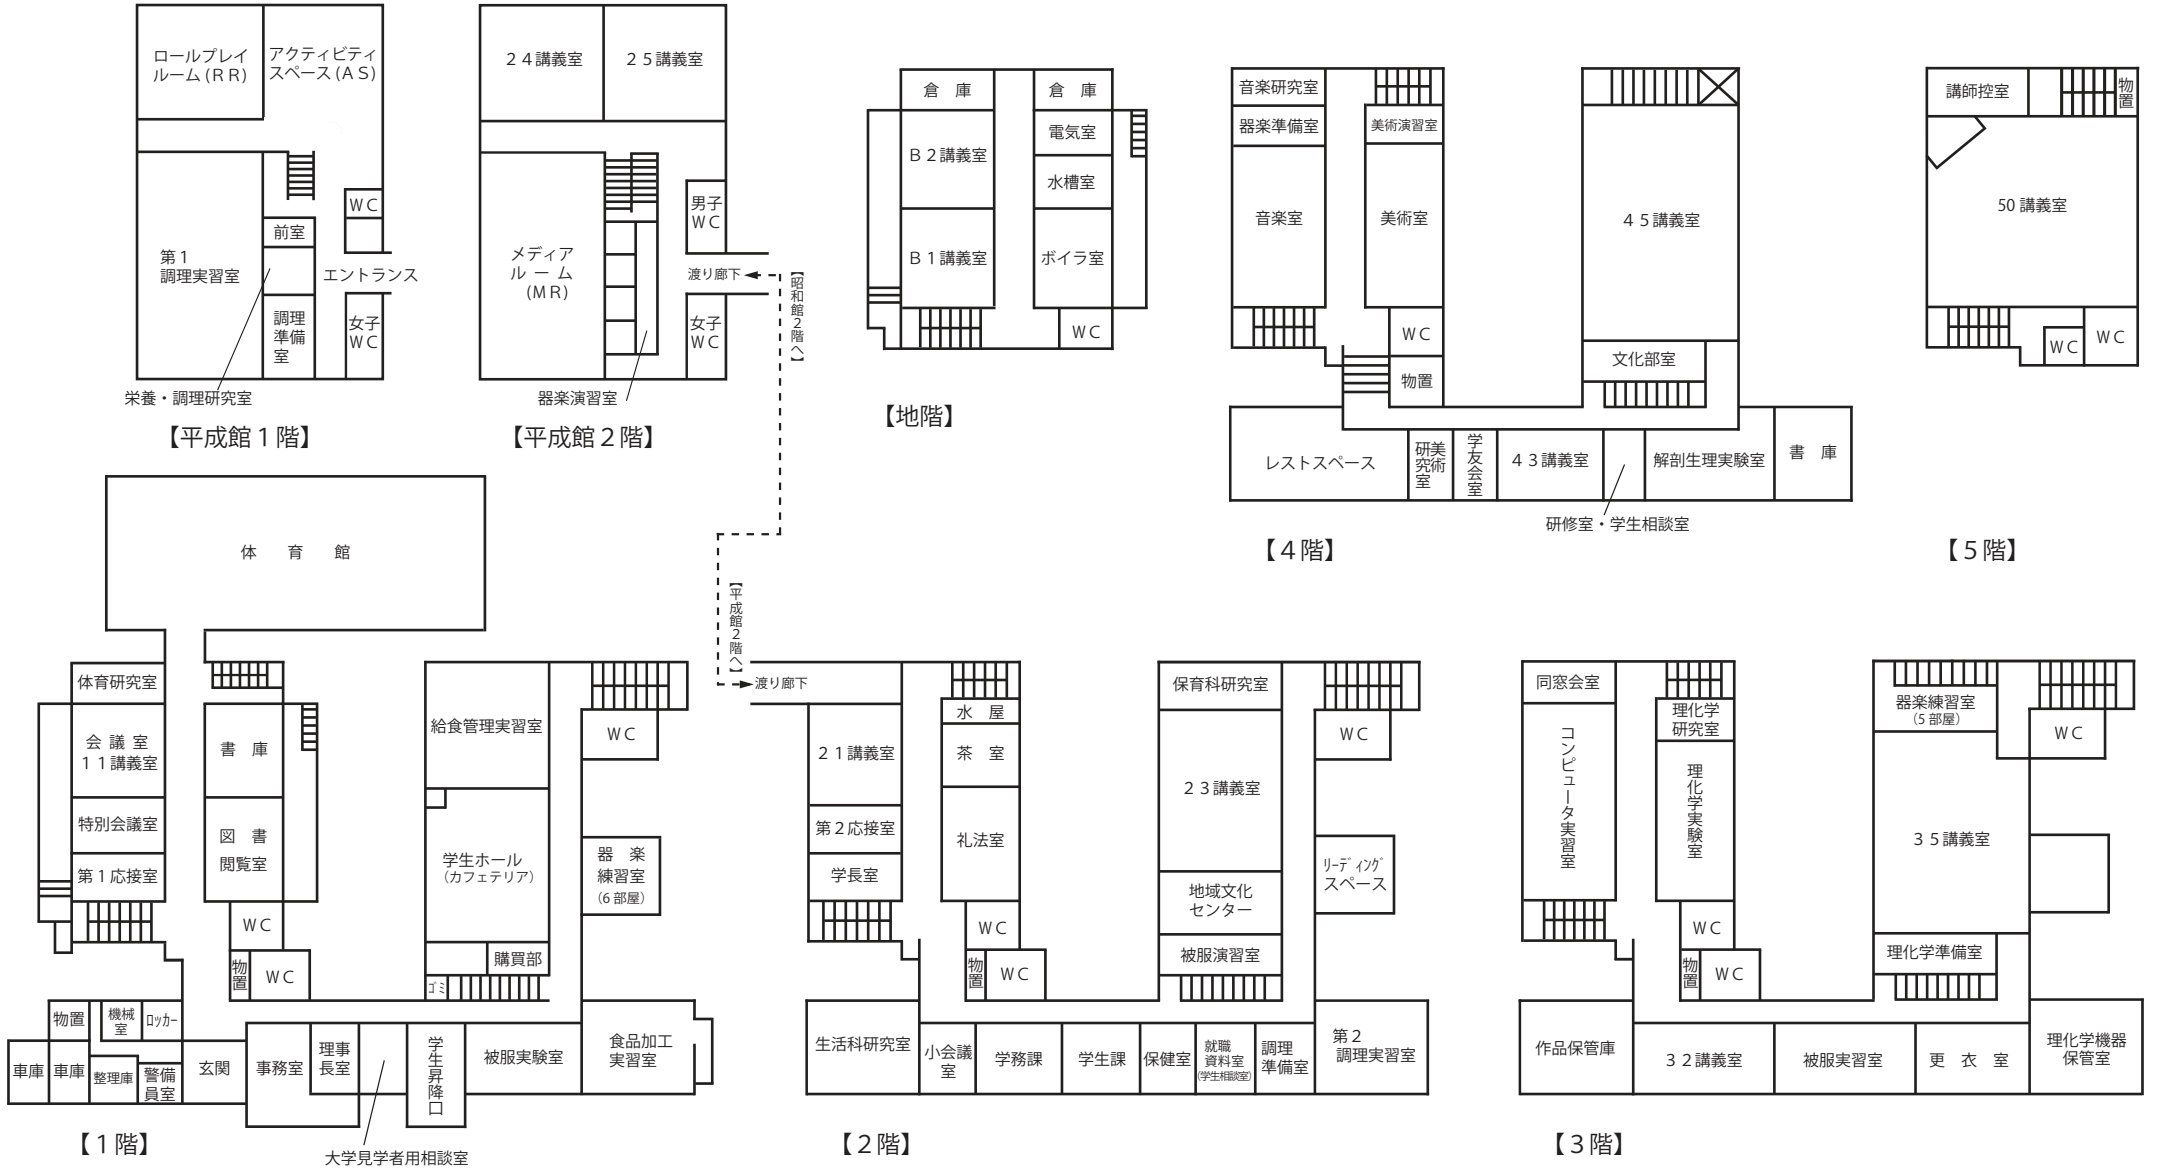 ロールプレイ
ルーム(ＲＲ)
アクティビティ
スペース(ＡＳ)
第１
調理実習室
前室
調理
準備
室
ＷＣ
エントランス
女子
ＷＣ
栄養・調理研究室
【平成館１階】
２４講義室
２５講義室
メディア
ルーム
(ＭＲ)
男子
ＷＣ
渡り廊下
女子
ＷＣ
器楽演習室
【平成館２階】
【昭和館２階へ】
倉　庫
倉　庫
Ｂ２講義室
電気室
水槽室
Ｂ１講義室
ボイラ室
ＷＣ
【地階】
音楽研究室
器楽準備室
美術演習室
音楽室
美術室
４５講義室
ＷＣ
物置
文化部室
レストスペース
美術
研究室
学友会室
４３講義室
解剖生理実験室
書　庫
研修室・学生相談室
【４階】
講師控室
物置
50 講義室
ＷＣ
ＷＣ
【５階】
体　育　館
体育研究室
会 議 室
１１講義室
特別会議室
第１応接室
書　庫
図　書
閲覧室
ＷＣ
物置
ＷＣ
給食管理実習室
ＷＣ
学生ホール
（カフェテリア）
器　楽
練習室
（6 部屋）
購買部
ゴミ
物置
機械
室
ロッカー
車庫
車庫
整理庫
警備
員室
玄関
事務室
理事
長室
学生昇降口
被服実験室
食品加工
実習室
大学見学者用相談室
【１階】
【平成館２階へ】
渡り廊下
２１講義室
第２応接室
学長室
水　屋
茶　室
礼法室
ＷＣ
物置
ＷＣ
保育科研究室
ＷＣ
２３講義室
地域文化
センター
被服演習室
リーディング
スペース
生活科研究室
小会議
室
学務課
学生課
保健室
就職
資料室
（学生相談室）
調理
準備室
第２
調理実習室
【２階】
同窓会室
コンピュータ実習室
理化学
研究室
理化学実験室
ＷＣ
物置
ＷＣ
器楽練習室
（5 部屋）
ＷＣ
３５講義室
理化学準備室
作品保管庫
３２講義室
被服実習室
更　衣　室
理化学機器
保管室
【３階】